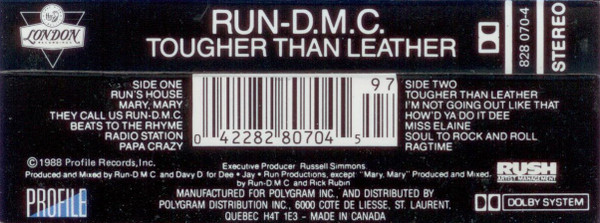 LONDON
RECORDINGS
RUN-D.M.C.
TOUGHER THAN LEATHER
828 070-4
STEREO
SIDE ONE
RUN'S HOUSE
MARY, MARY
THEY CALL US RUN-D.M.C.
BEATS TO THE RHYME
RADIO STATION
PAPA CRAZY
97
0 42282 80704 5
SIDE TWO
TOUGHER THAN LEATHER
I'M NOT GOING OUT LIKE THAT
HOW'D YA DO IT DEE
MISS ELAINE
SOUL TO ROCK AND ROLL
RAGTIME
©1988 Profile Records, Inc.
Executive Producer Russell Simmons.
Produced and Mixed by Run-D M C and Davy D for Dee • Jay • Run Productions, except "Mary, Mary" Produced and Mixed.
by Run-D M C and Rick Rubin
RUSH
ARTIST MANAGEMENT
PROFILE
MANUFACTURED FOR POLYGRAM INC., AND DISTRIBUTED BY
POLYGRAM DISTRIBUTION INC., 6000 COTE DE LIESSE, ST. LAURENT,
QUEBEC H4T 1E3 - MADE IN CANADA
DOLBY SYSTEM